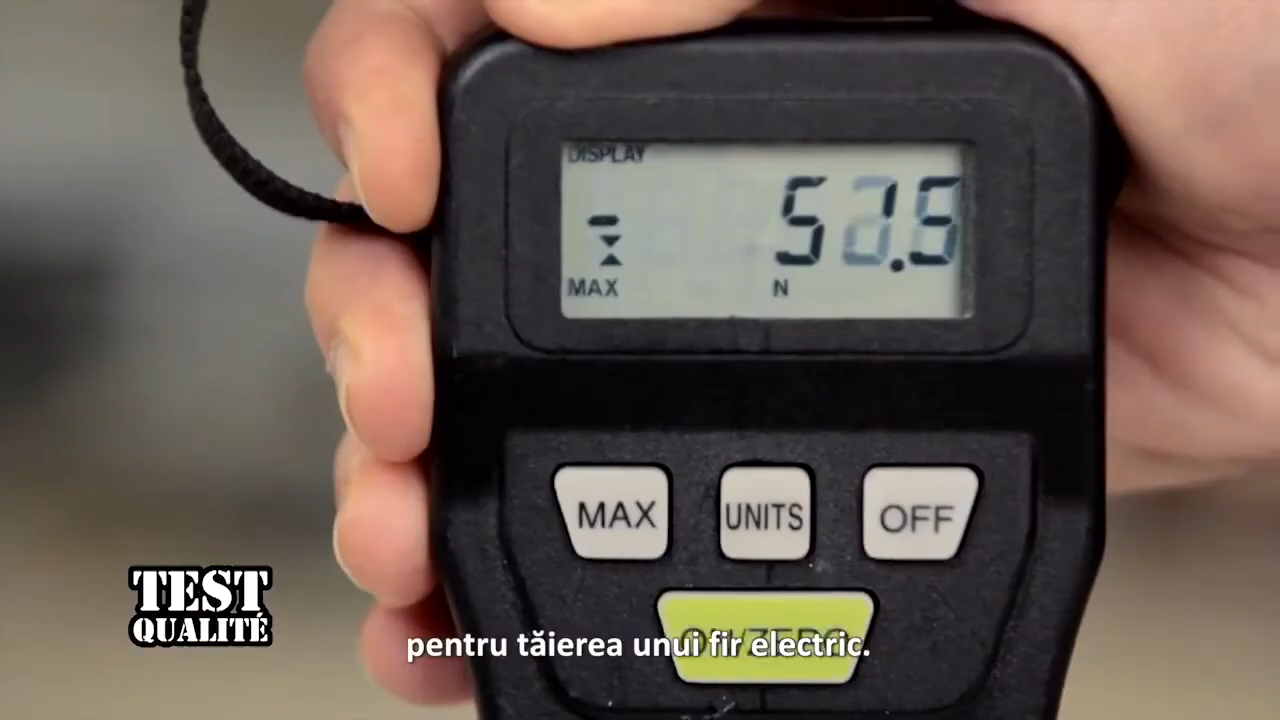 DISPLAY
MAX
N
MAX
UNITS
OFF
TEST
QUALITÉ
pentru tăierea unui fir electric.